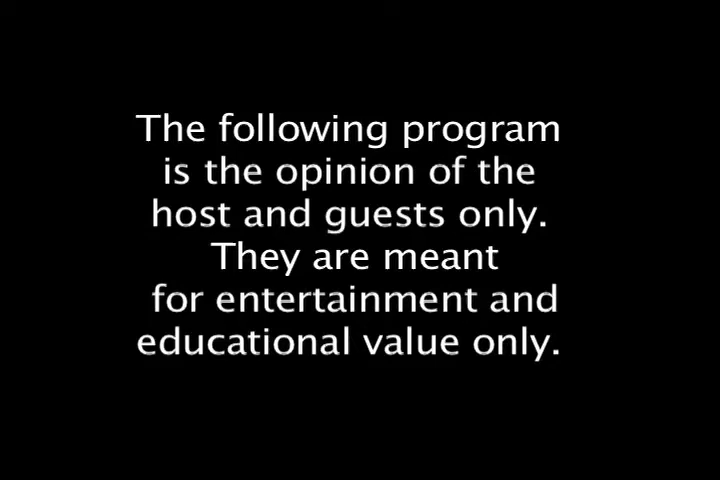 The following program
is the opinion of the
host and guests only.
They are meant
for entertainment and
educational value only.